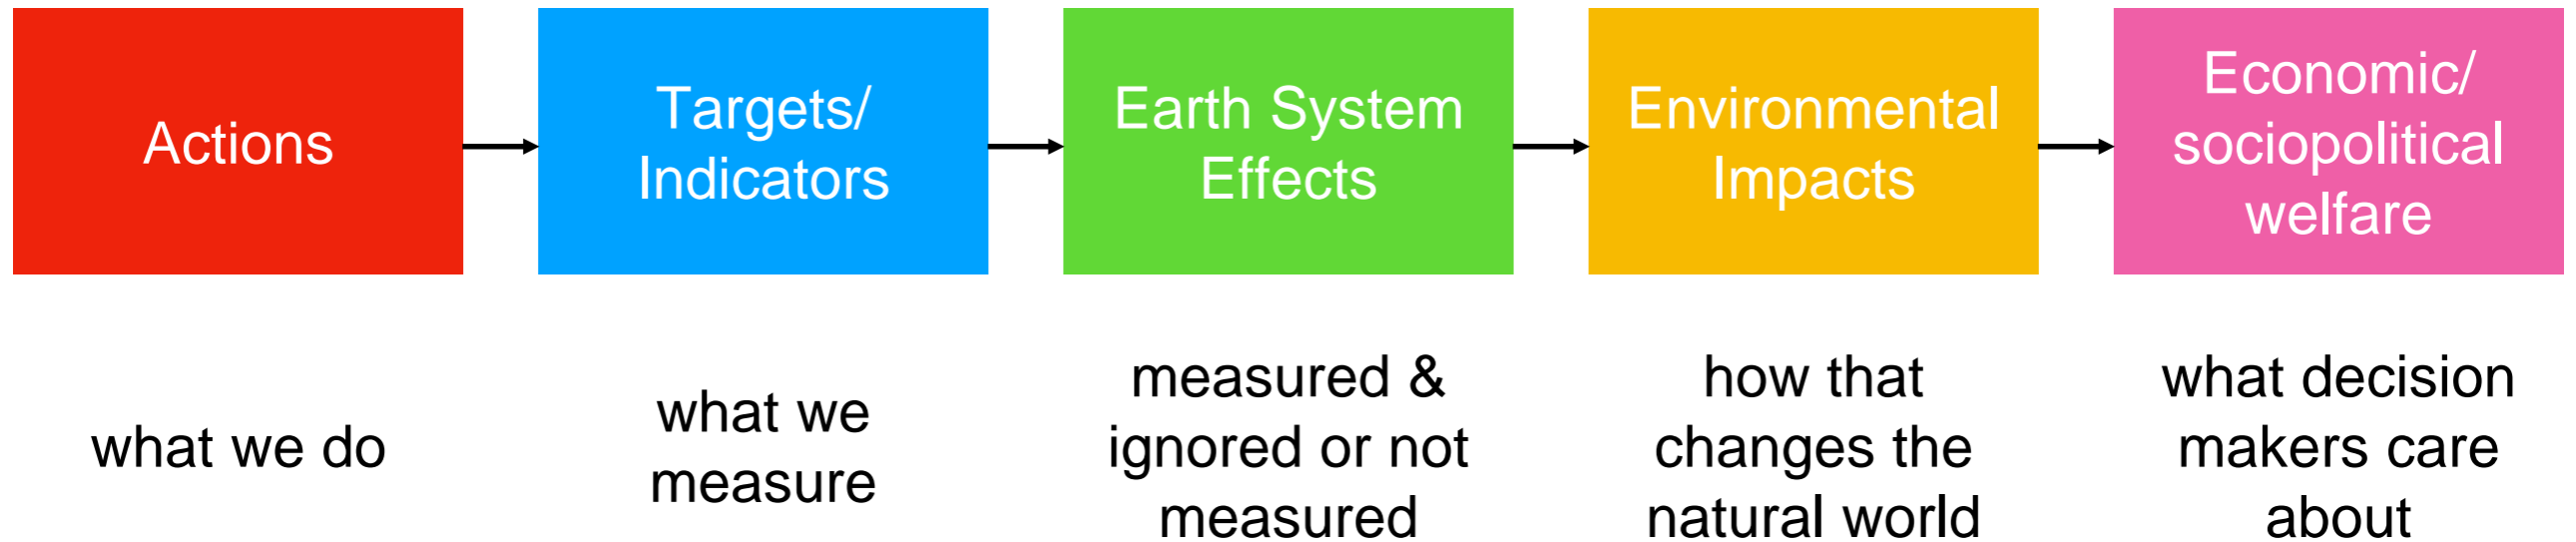 Actions
Targets/
Indicators
Earth System
Effects
Environmental
Impacts
Economic/
sociopolitical
welfare
what we do
what we
measure
measured &
ignored or not
measured
how that
changes the
natural world
what decision
makers care
about